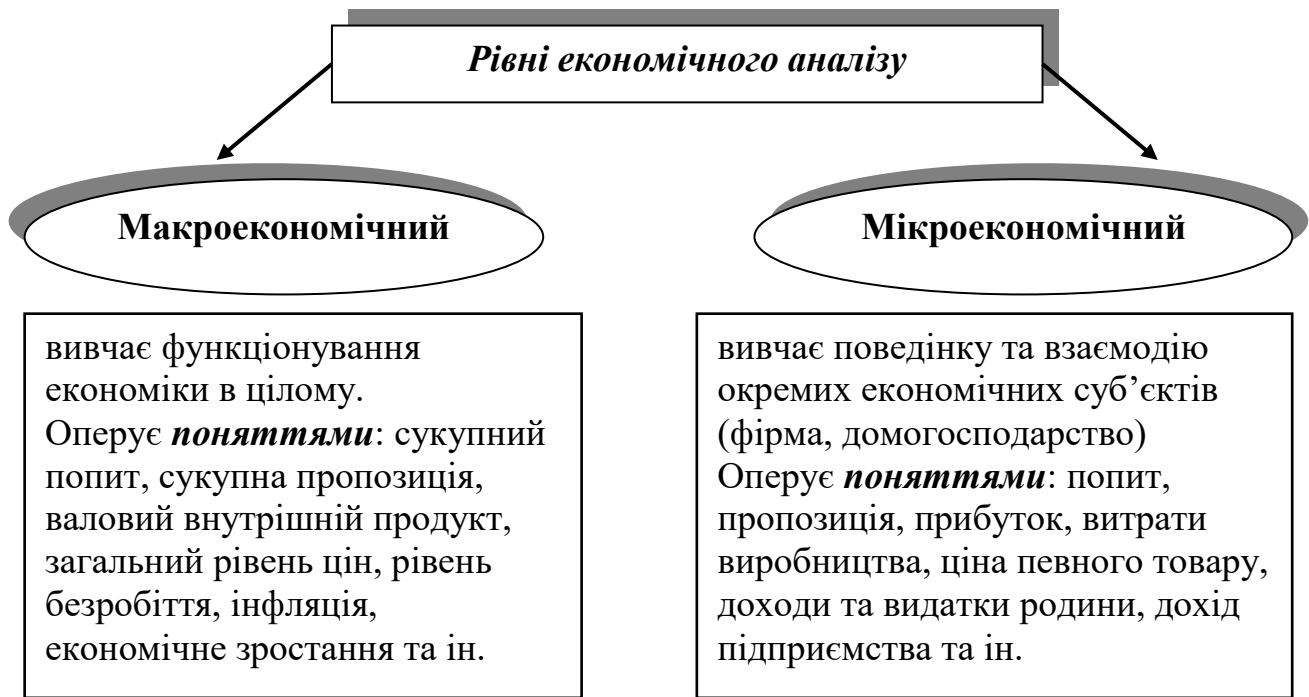 Рівні економічного аналізу
Макроекономічний
Мікроекономічний
вивчає функціонування
економіки в цілому.
Оперує поняттями: сукупний
попит, сукупна пропозиція,
валовий внутрішній продукт,
загальний рівень цін, рівень
безробіття, інфляція,
економічне зростання та ін.
вивчає поведінку та взаємодію
окремих економічних суб’єктів
(фірма, домогосподарство)
Оперує поняттями: попит,
пропозиція, прибуток, витрати
виробництва, ціна певного товару,
доходи та видатки родини, дохід
підприємства та ін.